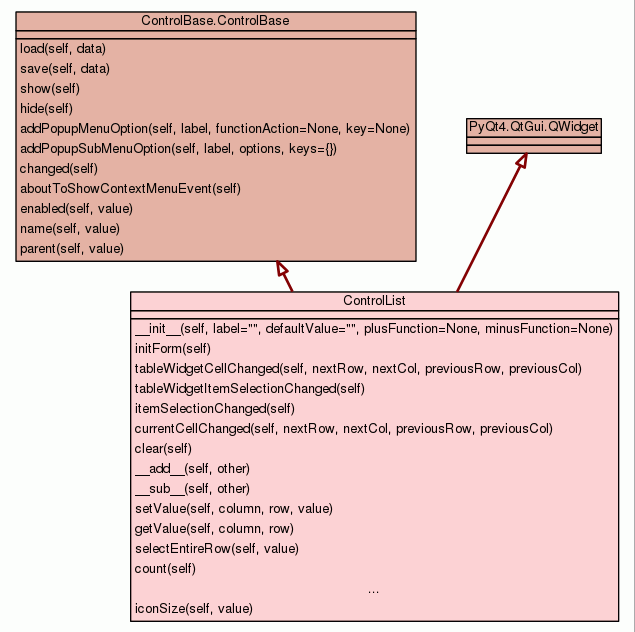 ControlBase.ControlBase
load(self, data)
save(self, data)
show(self)
hide(self)
addPopupMenuOption(self, label, functionAction=None, key=None)
addPopupSubMenuOption(self, label, options, keys={})
changed(self)
aboutToShowContextMenuEvent(self)
enabled(self, value)
name(self, value)
parent(self, value)
PyQt4.QtGui.QWidget
ControlList
__init__(self, label="", defaultValue="", plusFunction=None, minusFunction=None)
initForm(self)
tableWidgetCellChanged(self, nextRow, nextCol, previousRow, previousCol)
tableWidgetItemSelectionChanged(self)
itemSelectionChanged(self)
currentCellChanged(self, nextRow, nextCol, previousRow, previousCol)
clear(self)
__add__(self, other)
__sub__(self, other)
setValue(self, column, row, value)
getValue(self, column, row)
selectEntireRow(self, value)
count(self)
...
iconSize(self, value)